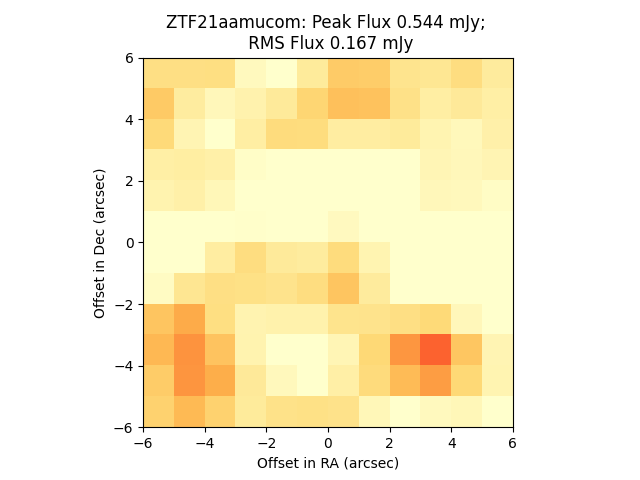 ZTF21aamucom: Peak Flux 0.544 mJy;
RMS Flux 0.167 mJy
6
4
2
0
−2
−4
−6
Offset in Dec (arcsec)
−6 −4 −2 0 2 4 6
Offset in RA (arcsec)